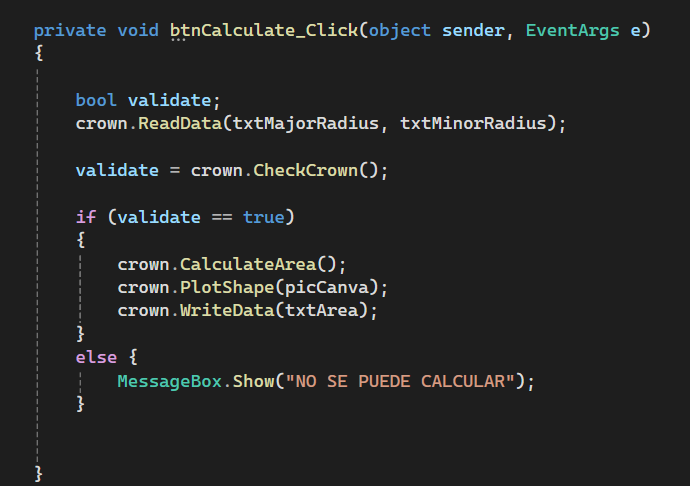 private void btnCalculate_Click(object sender, EventArgs e)
{
bool validate;
crown.ReadData(txtMajorRadius, txtMinorRadius);
validate = crown.CheckCrown();
if (validate == true)
{
crown.CalculateArea();
crown.PlotShape(picCanva);
crown.WriteData(txtArea);
}
else {
MessageBox.Show("NO SE PUEDE CALCULAR");
}
}